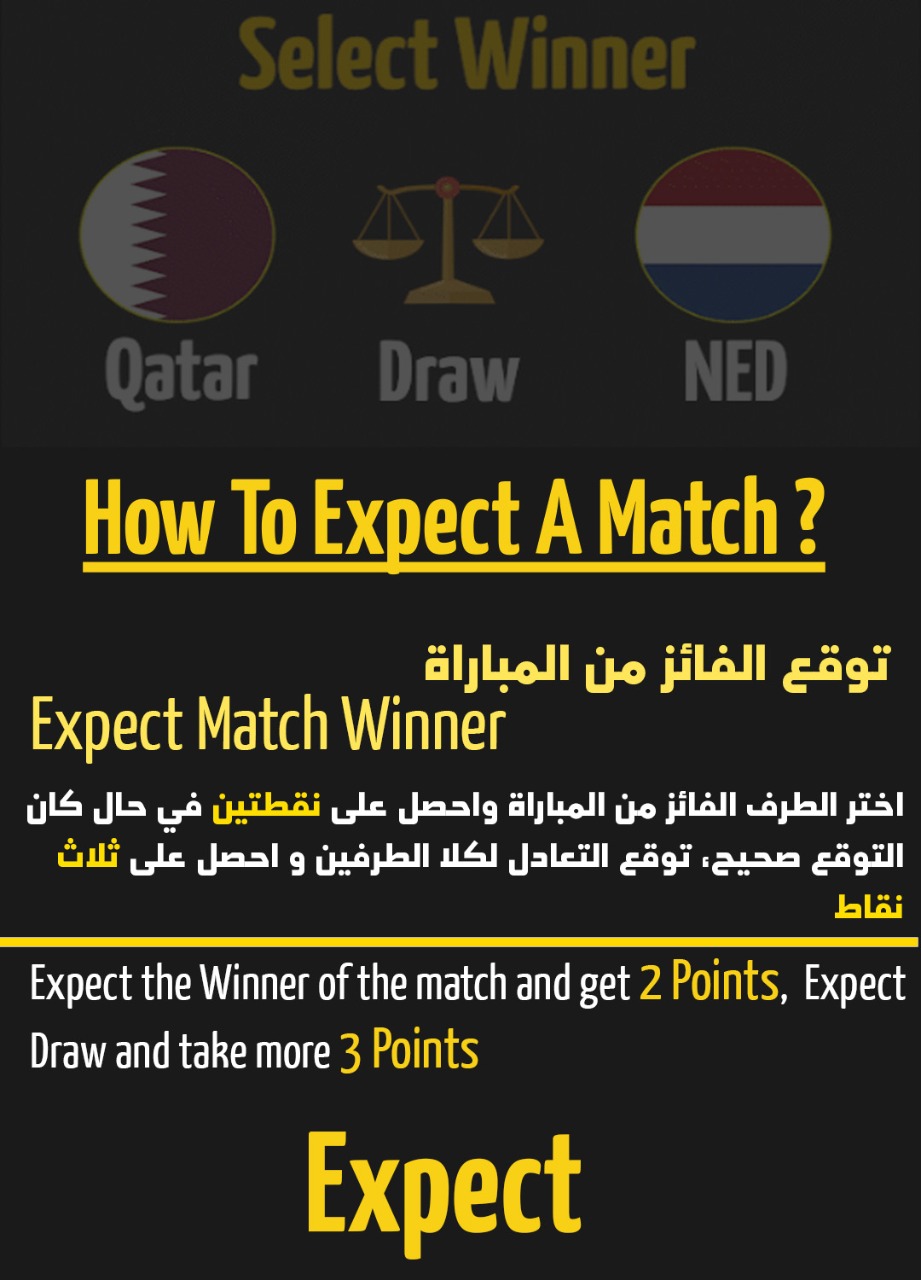 Select Winner
Qatar Draw NED
How To Expect A Match ?
توقع الفائز من المباراة
Expect Match Winner
اختر الطرف الفائز من المباراة واحصل على نقطتين في حال كان
التوقع صحيح، توقع التعادل لكلا الطرفين و احصل على ثلاث
نقاط
Expect the Winner of the match and get 2 Points, Expect
Draw and take more 3 Points
Expect